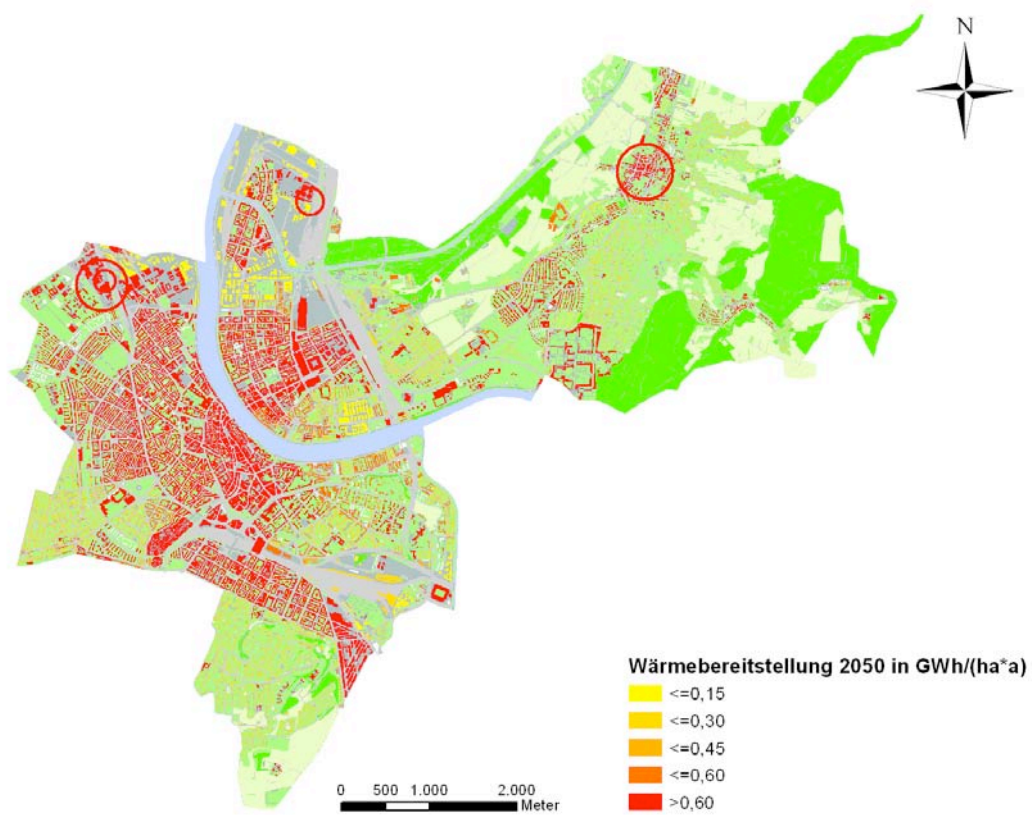 N
Wärmebereitstellung 2050 in GWh/(ha*a)
<=0,15
<=0,30
<=0,45
<=0,60
>0,60
0 500 1.000 2.000
Meter